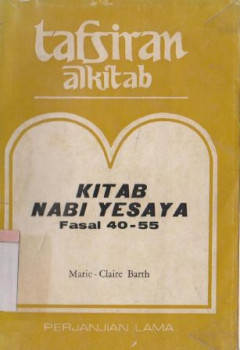 tafsiran
alkitab
KITAB
NABI YESAYA
Fasal 40-55
Marie-Claire Barth
PERJANJIAN LAMA